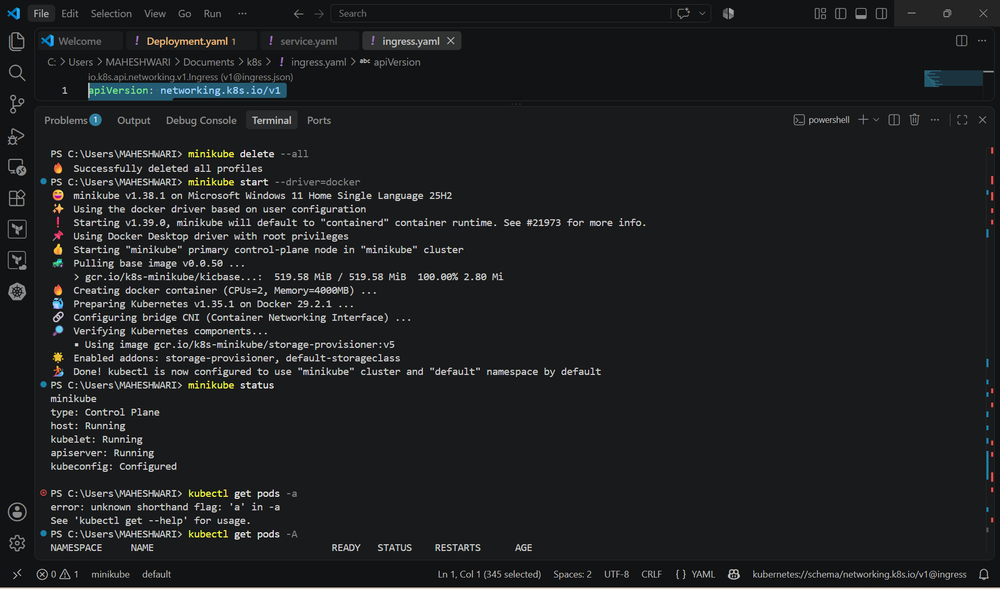 File Edit Selection View Go Run ··· Search
Welcome ! Deployment.yaml 1 ! service.yaml ! ingress.yaml
C: > Users > MAHESHWARI > Documents > k8s > ! ingress.yaml > abc apiVersion
io.k8s.api.networking.v1.Ingress (v1@ingress.json)
1 apiVersion: networking.k8s.io/v1
Problems 1 Output Debug Console Terminal Ports powershell
PS C:\Users\MAHESHWARI> minikube delete --all
🔥 Successfully deleted all profiles
PS C:\Users\MAHESHWARI> minikube start --driver=docker
😄 minikube v1.38.1 on Microsoft Windows 11 Home Single Language 25H2
✨ Using the docker driver based on user configuration
❗ Starting v1.39.0, minikube will default to "containerd" container runtime. See #21973 for more info.
📌 Using Docker Desktop driver with root privileges
👍 Starting "minikube" primary control-plane node in "minikube" cluster
🚜 Pulling base image v0.0.50 ...
> gcr.io/k8s-minikube/kicbase...: 519.58 MiB / 519.58 MiB 100.00% 2.80 Mi
🔥 Creating docker container (CPUs=2, Memory=4000MB) ...
🐳 Preparing Kubernetes v1.35.1 on Docker 29.2.1 ...
🔗 Configuring bridge CNI (Container Networking Interface) ...
🔎 Verifying Kubernetes components...
▪ Using image gcr.io/k8s-minikube/storage-provisioner:v5
🌟 Enabled addons: storage-provisioner, default-storageclass
🏄 Done! kubectl is now configured to use "minikube" cluster and "default" namespace by default
PS C:\Users\MAHESHWARI> minikube status
minikube
type: Control Plane
host: Running
kubelet: Running
apiserver: Running
kubeconfig: Configured
PS C:\Users\MAHESHWARI> kubectl get pods -a
error: unknown shorthand flag: 'a' in -a
See 'kubectl get --help' for usage.
PS C:\Users\MAHESHWARI> kubectl get pods -A
NAMESPACE NAME READY STATUS RESTARTS AGE
0 1 minikube default Ln 1, Col 1 (345 selected) Spaces: 2 UTF-8 CRLF { } YAML kubernetes://schema/networking.k8s.io/v1@ingress